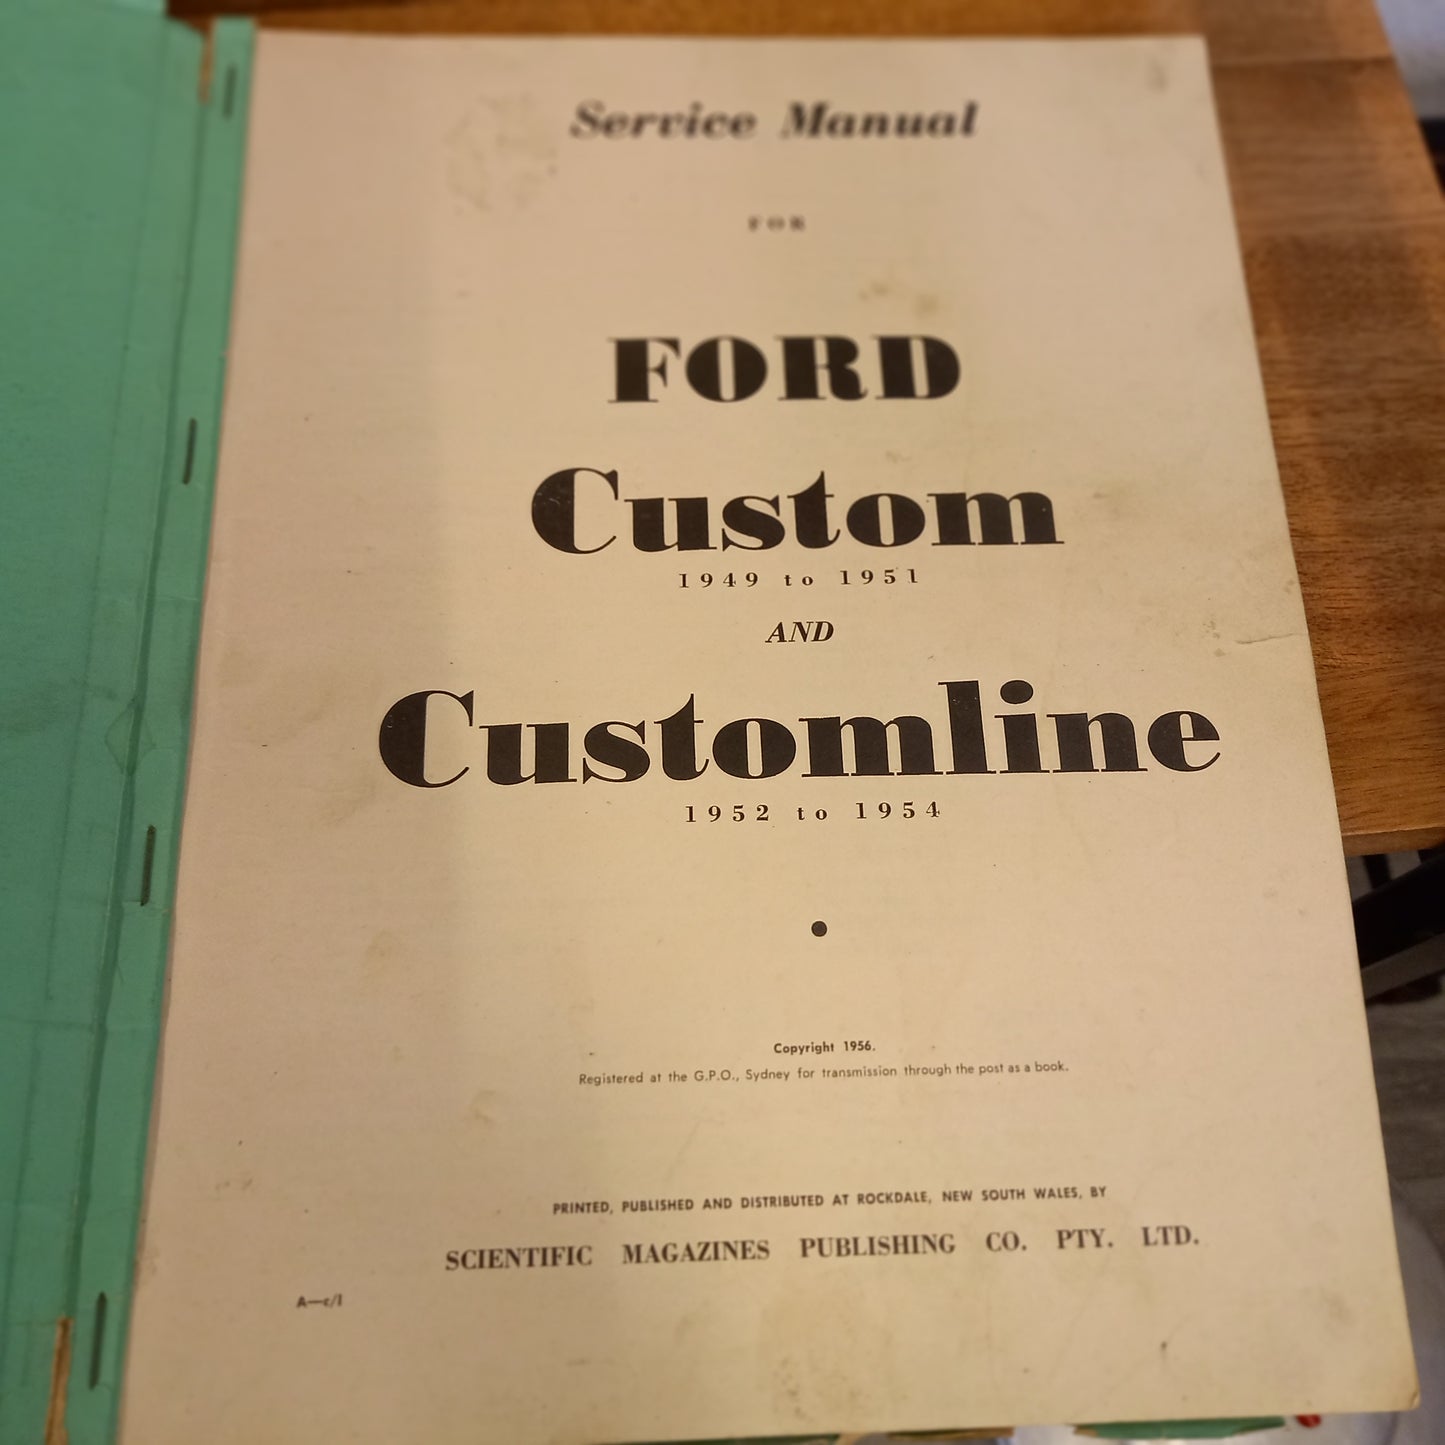 Service Manual
FOR
FORD
Custom
1949 to 1951
AND
Customline
1952 to 1954
Copyright 1956.
Registered at the G.P.O., Sydney for transmission through the post as a book.
PRINTED, PUBLISHED AND DISTRIBUTED AT ROCKDALE, NEW SOUTH WALES, BY
SCIENTIFIC MAGAZINES PUBLISHING CO. PTY. LTD.
A—c/l